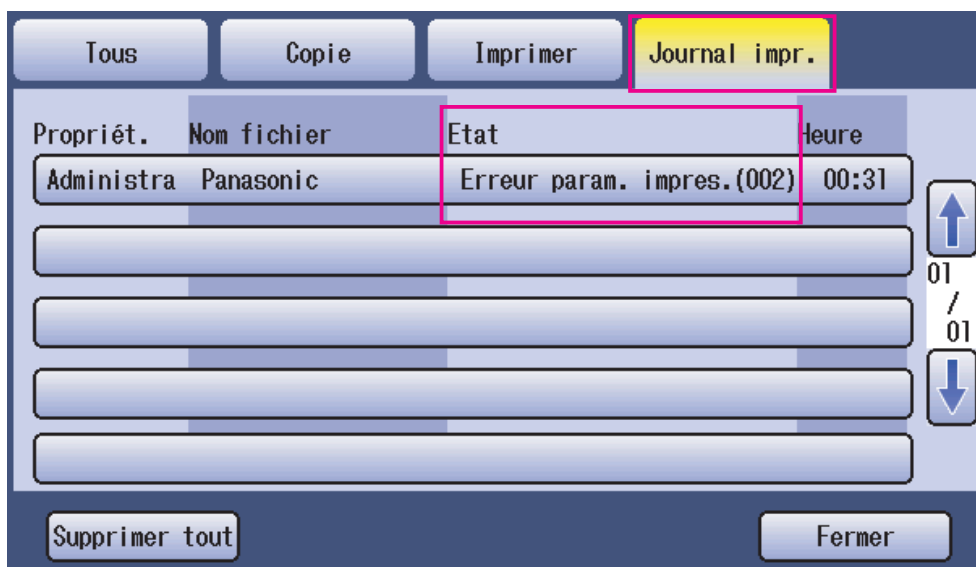 Tous Copie Imprimer Journal impr.
Propriét. Nom fichier Etat Heure
Administra Panasonic Erreur param. impres.(002) 00:31
01
/
01
Supprimer tout Fermer